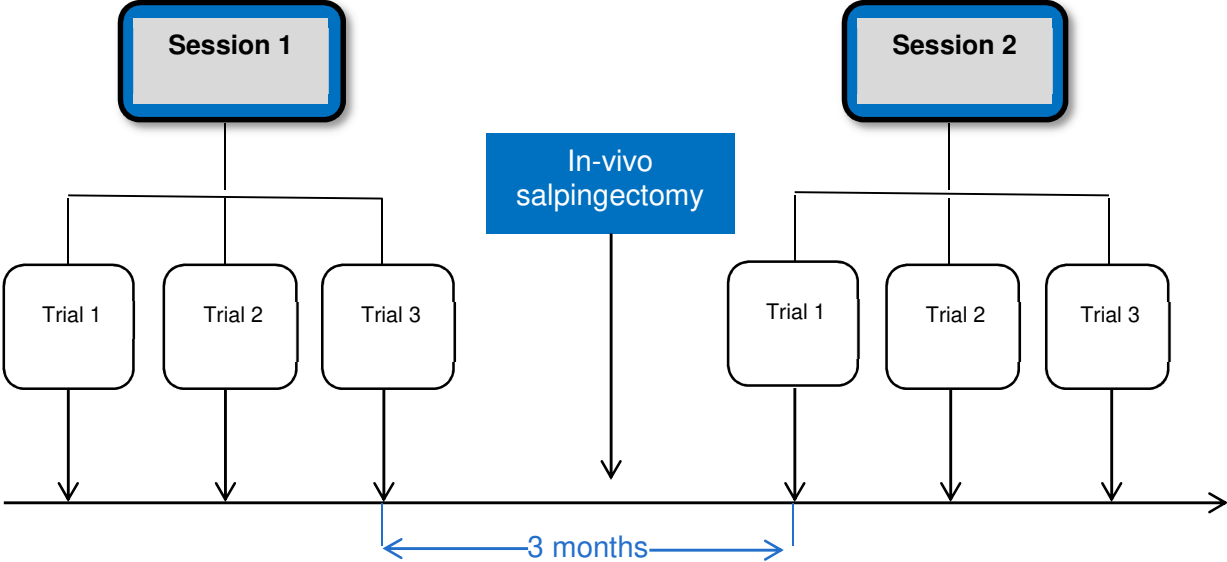 Session 1
Session 2
In-vivo
salpingectomy
Trial 1
Trial 2
Trial 3
Trial 1
Trial 2
Trial 3
3 months